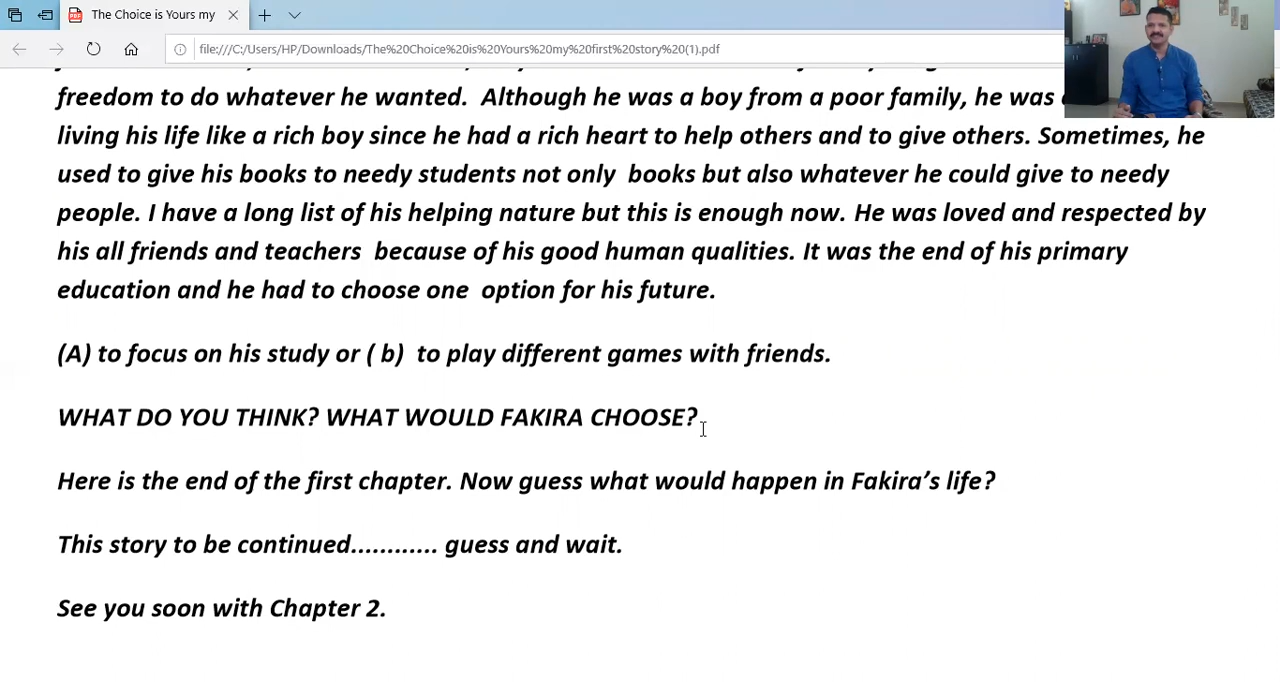 The Choice is Yours my
file:///C:/Users/HP/Downloads/The%20Choice%20is%20Yours%20my%20first%20story%20(1).pdf
freedom to do whatever he wanted. Although he was a boy from a poor family, he was
living his life like a rich boy since he had a rich heart to help others and to give others. Sometimes, he
used to give his books to needy students not only books but also whatever he could give to needy
people. I have a long list of his helping nature but this is enough now. He was loved and respected by
his all friends and teachers because of his good human qualities. It was the end of his primary
education and he had to choose one option for his future.
(A) to focus on his study or ( b) to play different games with friends.
WHAT DO YOU THINK? WHAT WOULD FAKIRA CHOOSE?
Here is the end of the first chapter. Now guess what would happen in Fakira's life?
This story to be continued............ guess and wait.
See you soon with Chapter 2.